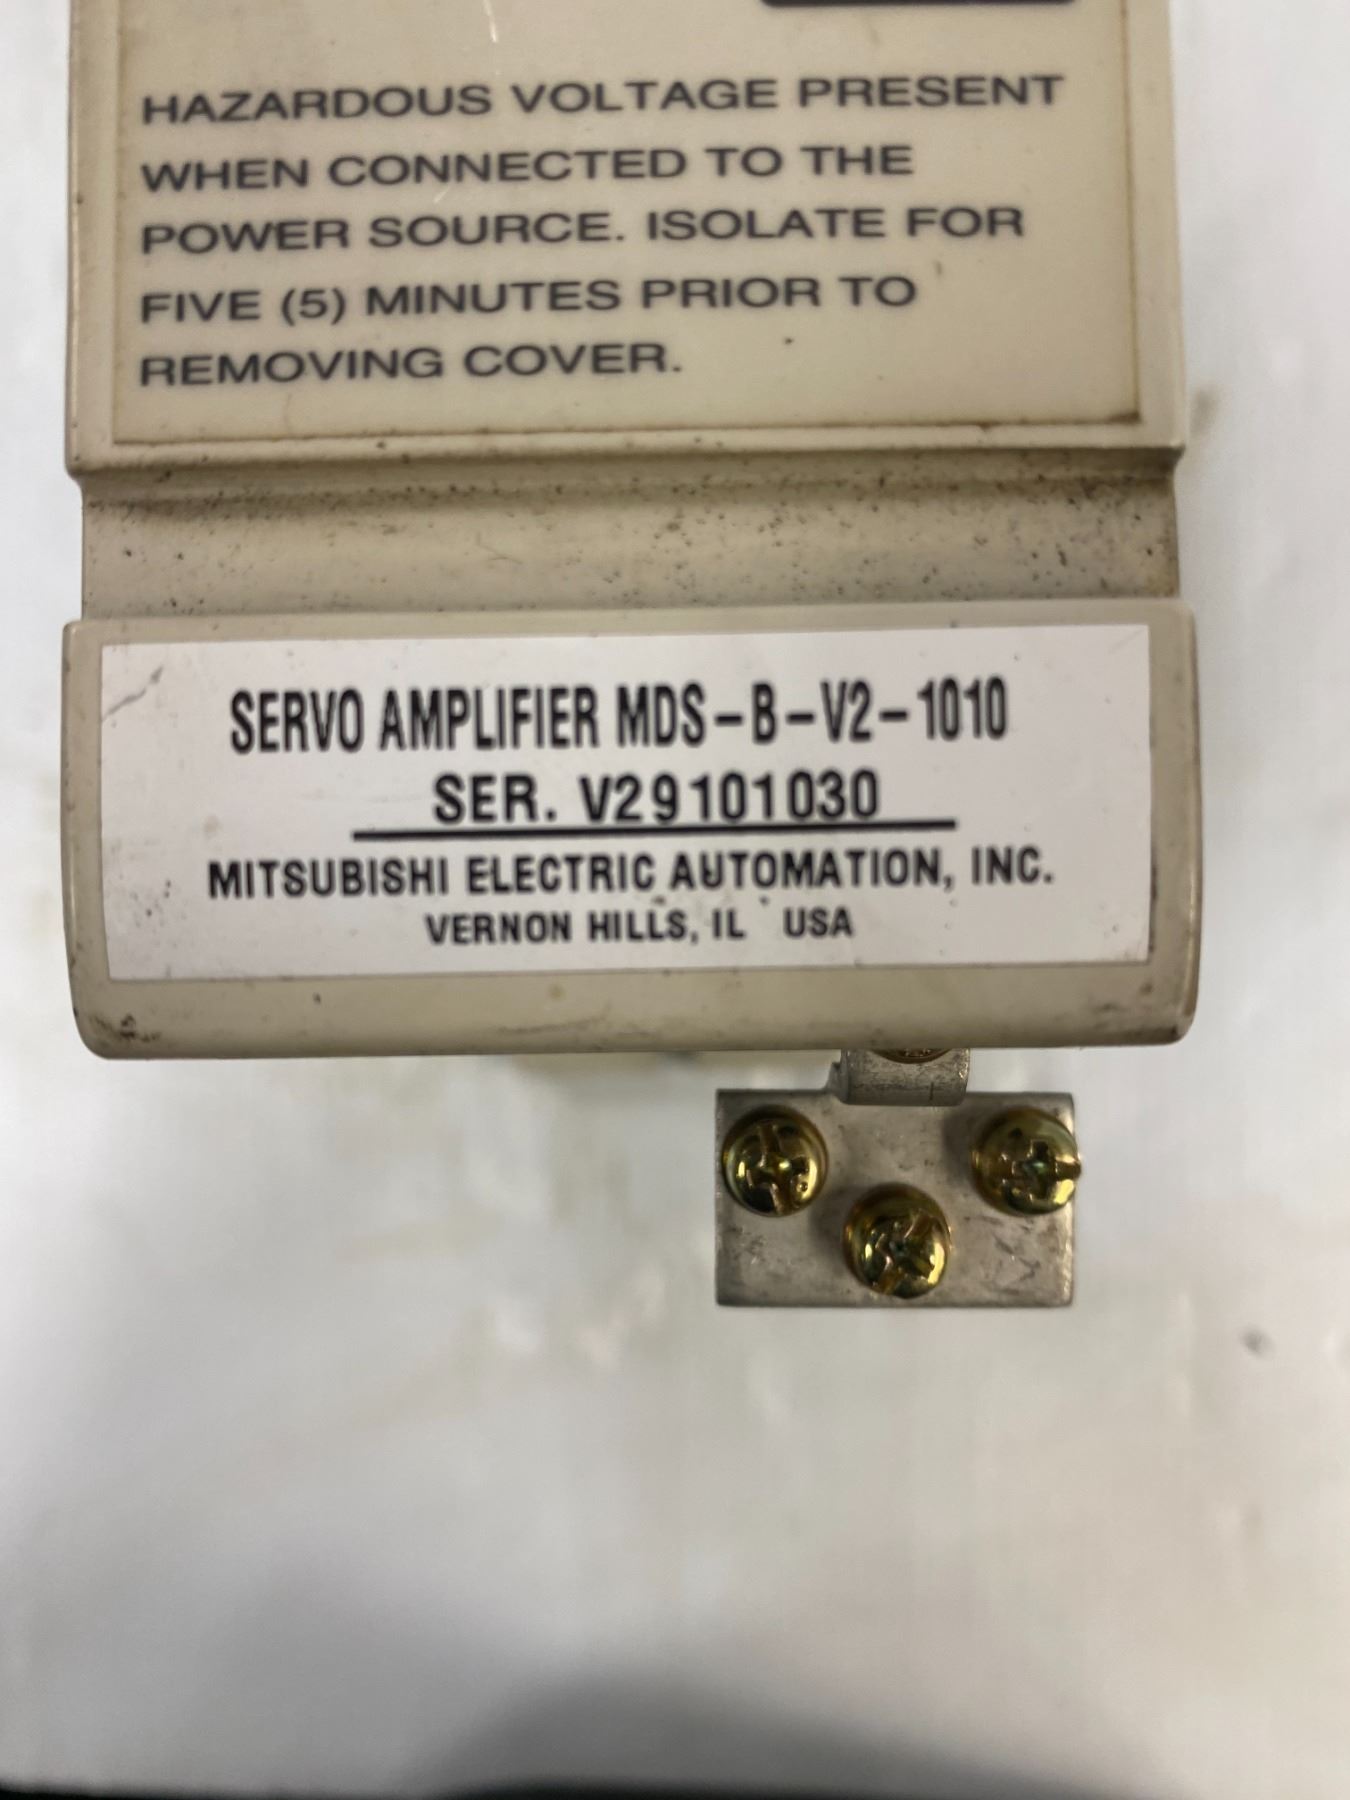 HAZARDOUS VOLTAGE PRESENT
WHEN CONNECTED TO THE
POWER SOURCE. ISOLATE FOR
FIVE (5) MINUTES PRIOR TO
REMOVING COVER.
SERVO AMPLIFIER MDS-B-V2-1010
SER. V29101030
MITSUBISHI ELECTRIC AUTOMATION, INC.
VERNON HILLS, IL USA